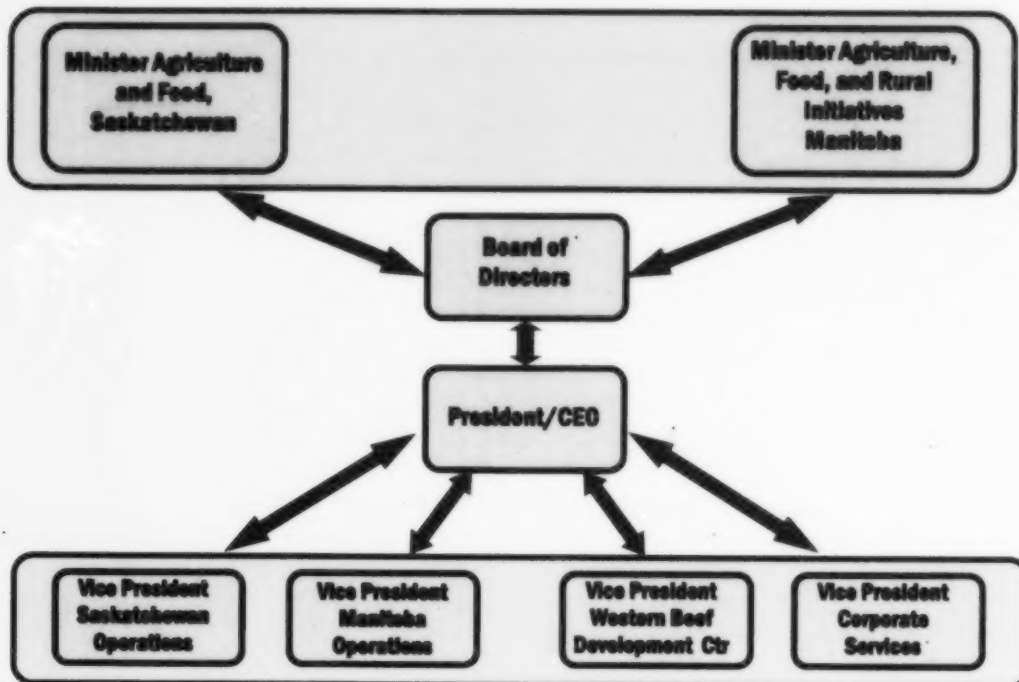 Minister Agriculture
and Food,
Saskatchewan
Minister Agriculture,
Food, and Rural
Initiatives
Manitoba
Board of
Directors
President/CEO
Vice President
Saskatchewan
Operations
Vice President
Manitoba
Operations
Vice President
Western Beef
Development Ctr
Vice President
Corporate
Services